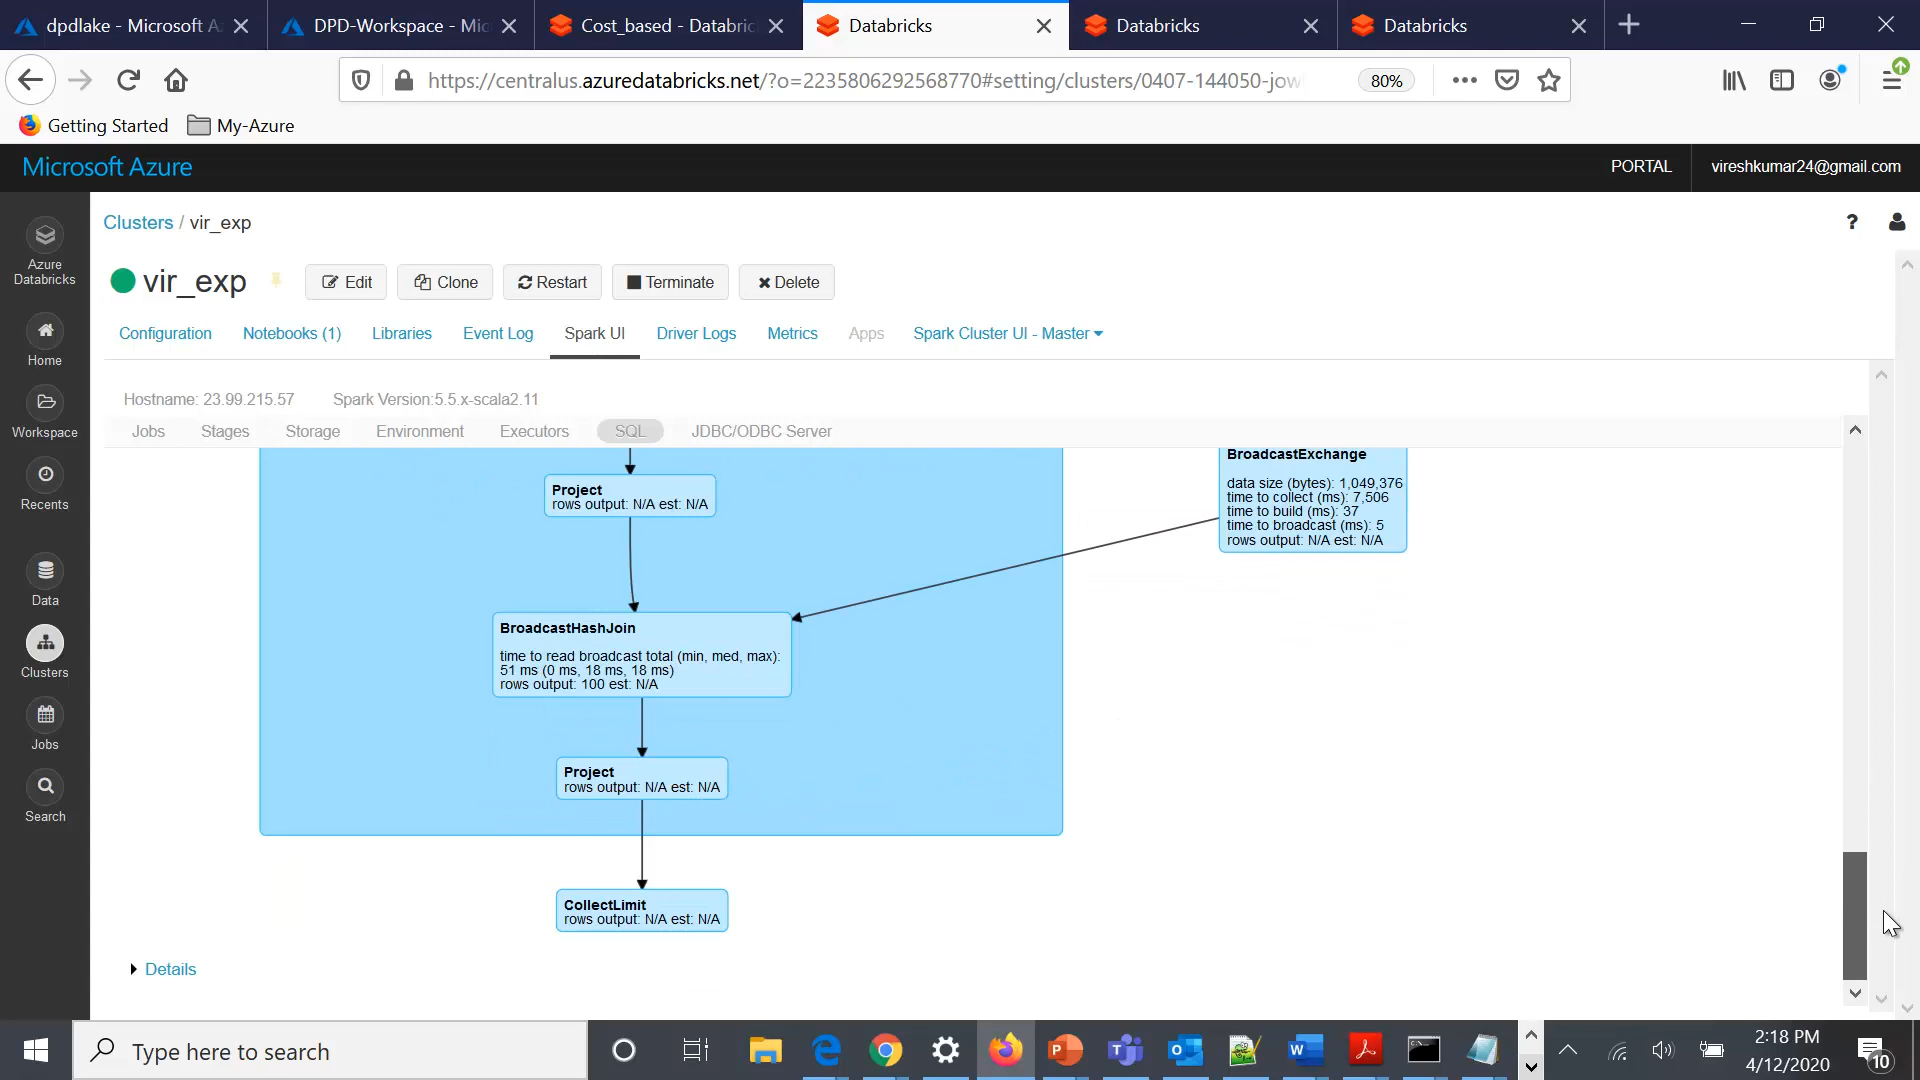 dpdlake - Microsoft A
DPD-Workspace - Mic
Cost_based - Databric
Databricks
Databricks
Databricks
https://centralus.azuredatabricks.net/?o=2235806292568770#setting/clusters/0407-144050-jow
80%
Getting Started
My-Azure
Microsoft Azure
PORTAL
vireshkumar24@gmail.com
Clusters / vir_exp
?
vir_exp
Edit
Clone
Restart
Terminate
Delete
Configuration
Notebooks (1)
Libraries
Event Log
Spark UI
Driver Logs
Metrics
Apps
Spark Cluster UI - Master
Hostname: 23.99.215.57
Spark Version:5.5.x-scala2.11
Jobs
Stages
Storage
Environment
Executors
SQL
JDBC/ODBC Server
Azure
Databricks
Home
Workspace
Recents
Data
Clusters
Jobs
Search
Project
rows output: N/A est: N/A
BroadcastExchange
data size (bytes): 1,049,376
time to collect (ms): 7,506
time to build (ms): 37
time to broadcast (ms): 5
rows output: N/A est: N/A
BroadcastHashJoin
time to read broadcast total (min, med, max):
51 ms (0 ms, 18 ms, 18 ms)
rows output: 100 est: N/A
Project
rows output: N/A est: N/A
CollectLimit
rows output: N/A est: N/A
Details
Type here to search
2:18 PM
4/12/2020
10